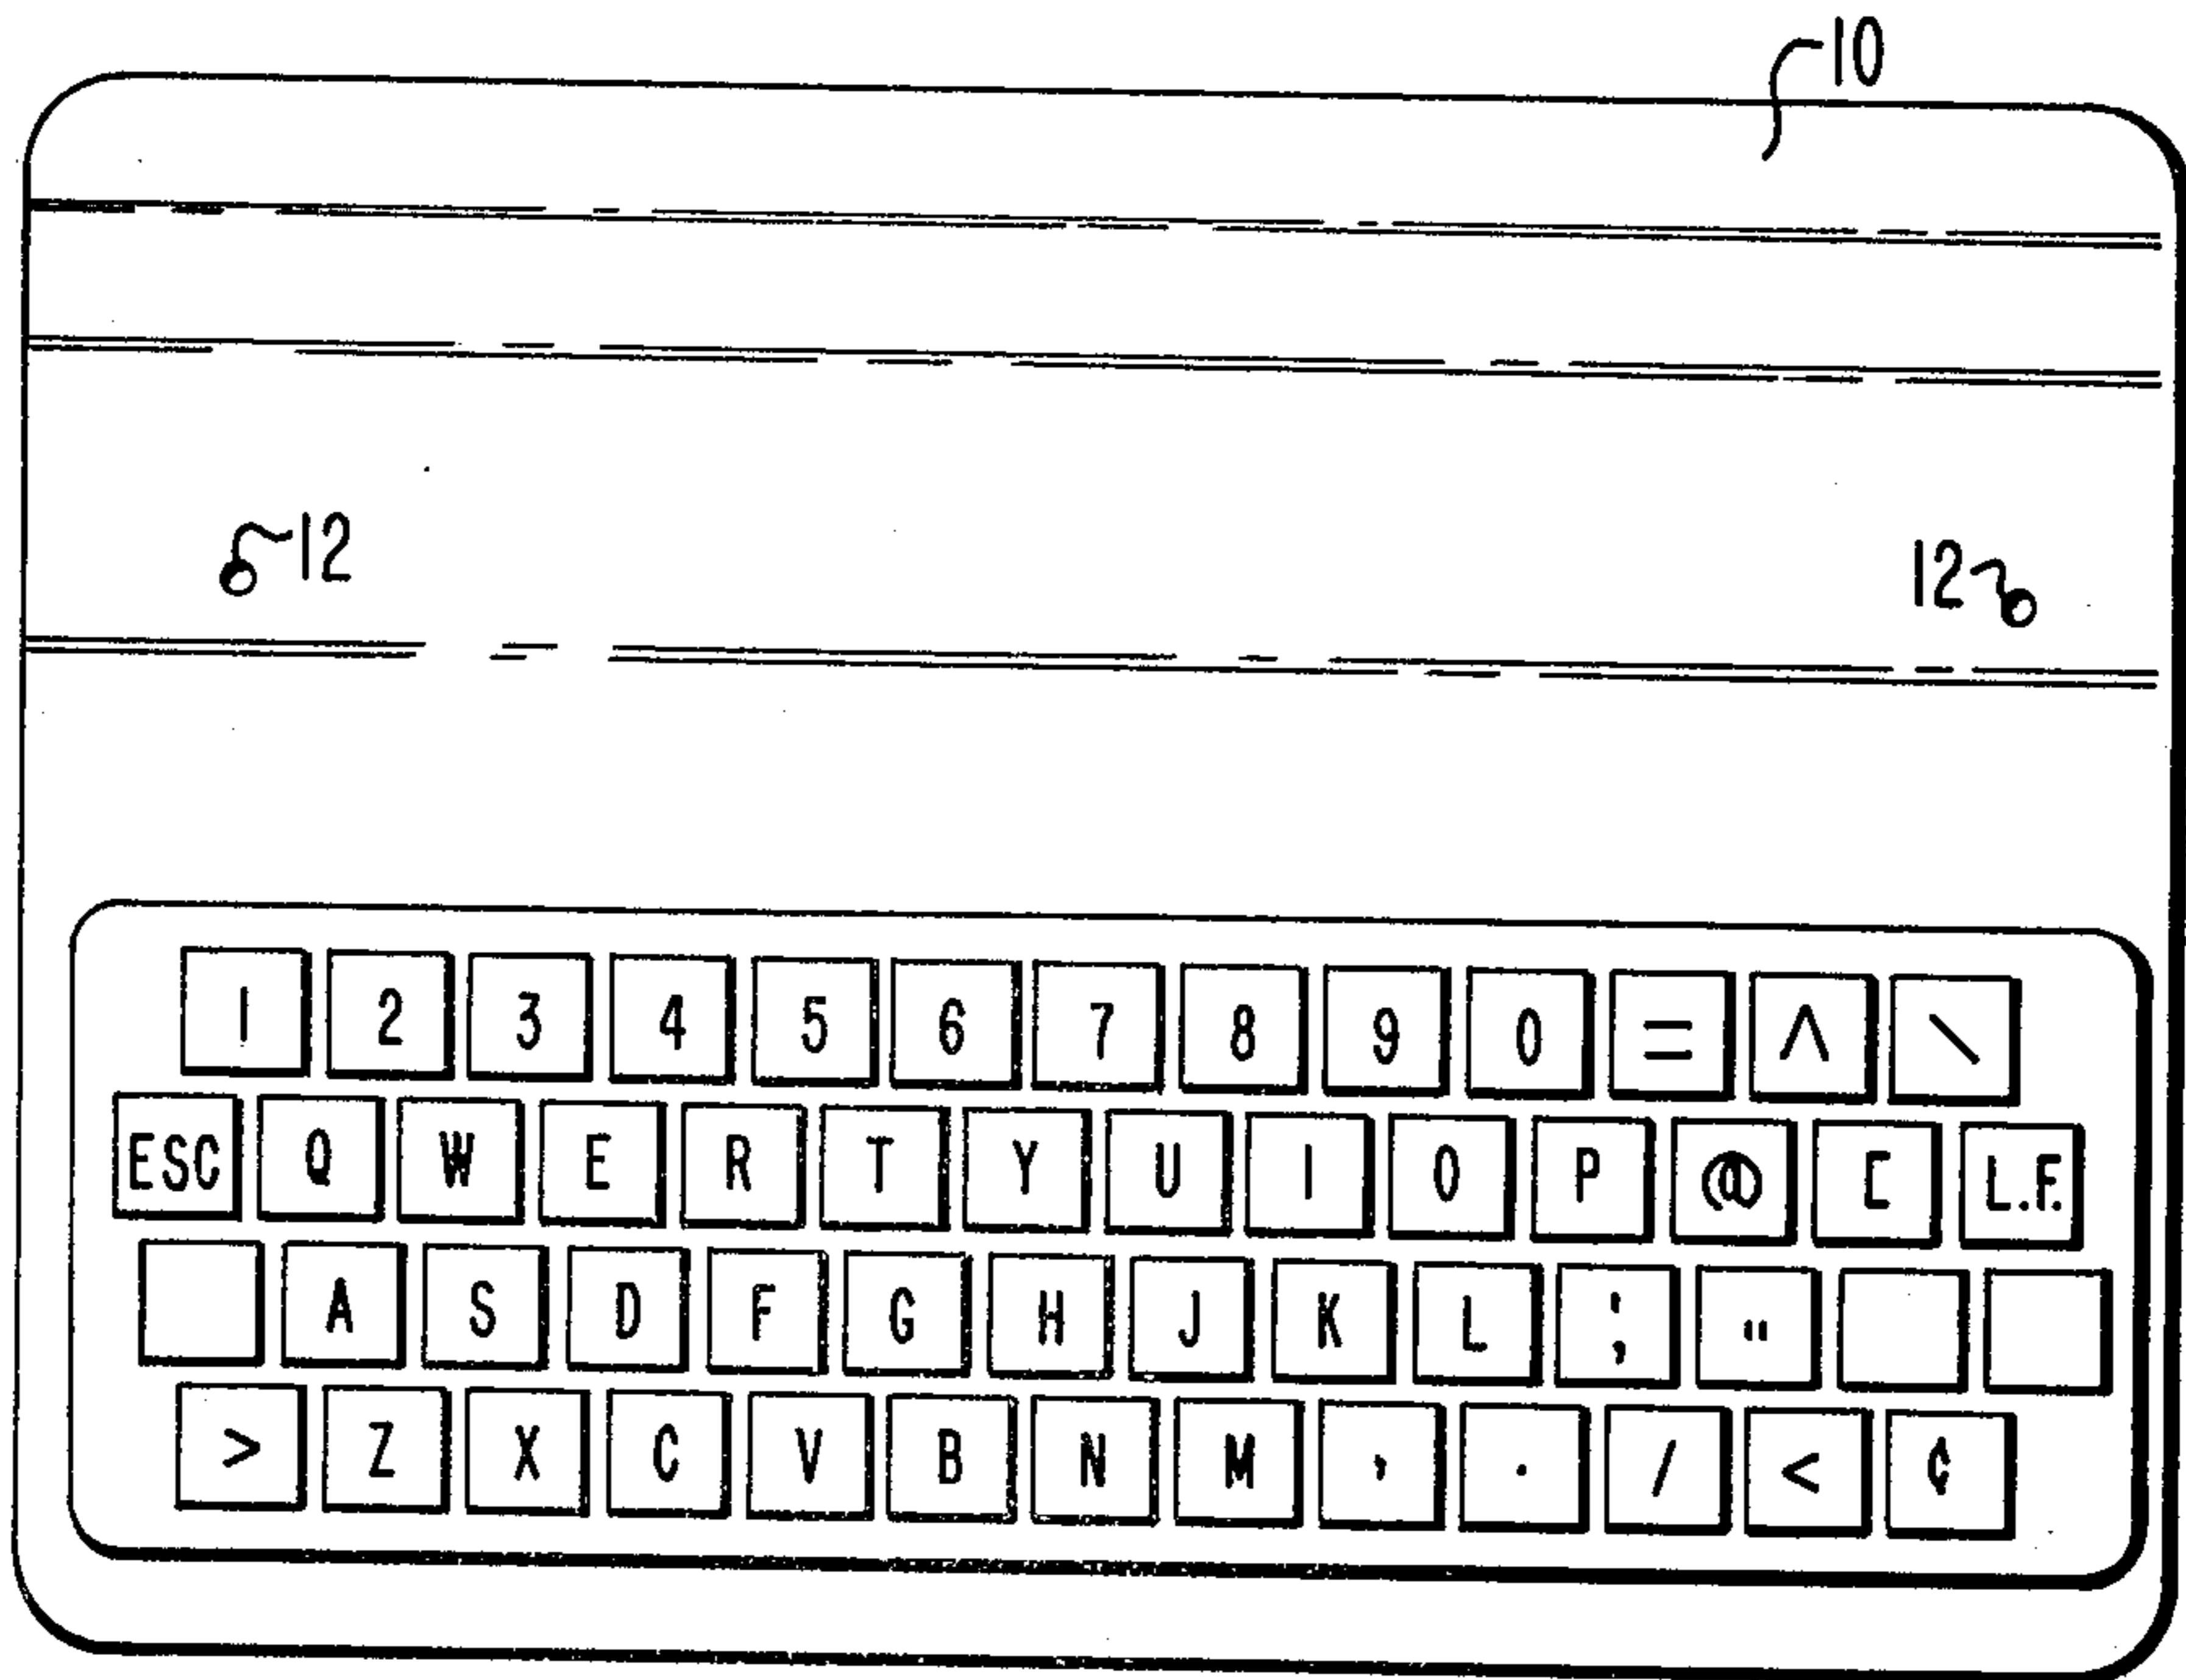 10
12 12
1 2 3 4 5 6 7 8 9 0 = ^ \
ESC Q W E R T Y U I O P @ [ L.F.
A S D F G H J K L ; "
> Z X C V B N M , . / < ¢